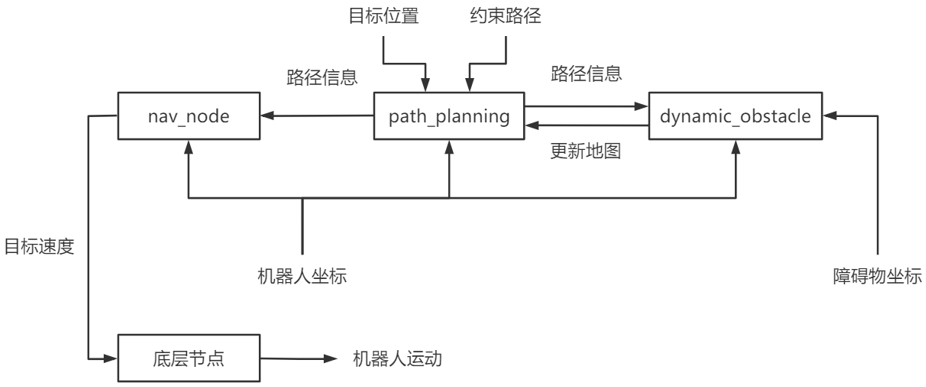 目标位置
约束路径
路径信息
路径信息
nav_node
path_planning
dynamic_obstacle
更新地图
目标速度
机器人坐标
障碍物坐标
底层节点
机器人运动